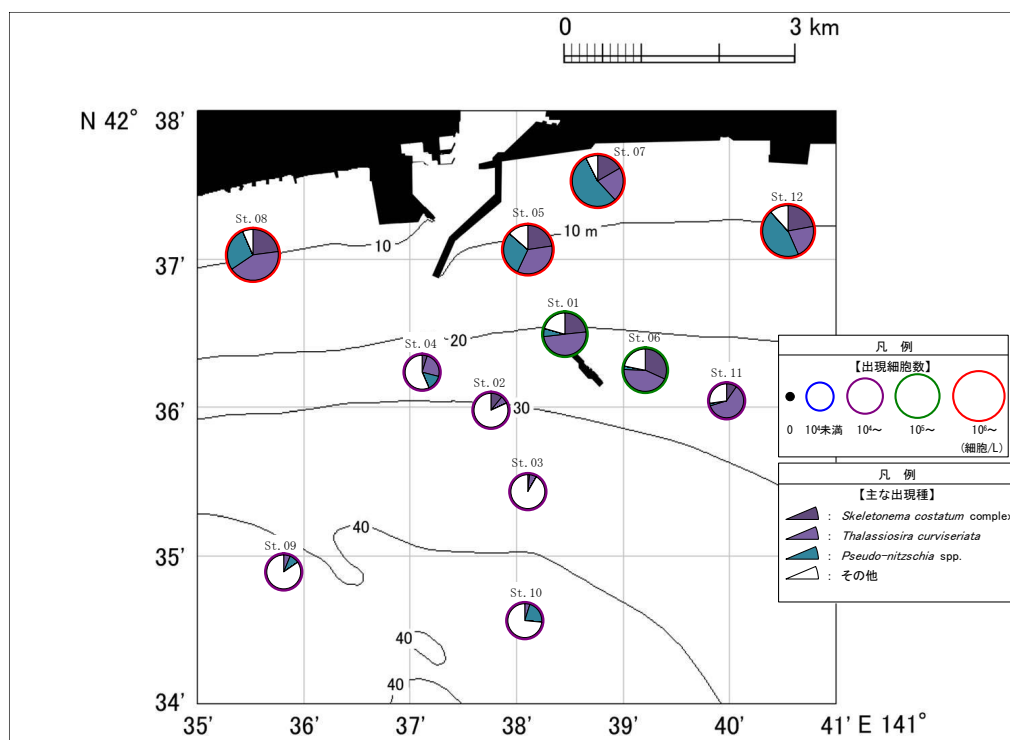 0 3 km
N 42° 38'
37'
36'
35'
34'
35' 36' 37' 38' 39' 40' 41' E 141°
St.07
St.12
St.08
St.05
10
10 m
St.01
20
St.04
St.06
St.02
St.11
30
St.03
40
St.09
St.10
40
40
凡 例
【出現細胞数】
0 10⁴未満 10⁴～ 10⁵～ 10⁶～
(細胞/L)
凡 例
【主な出現種】
: Skeletonema costatum complex
: Thalassiosira curviseriata
: Pseudo-nitzschia spp.
: その他